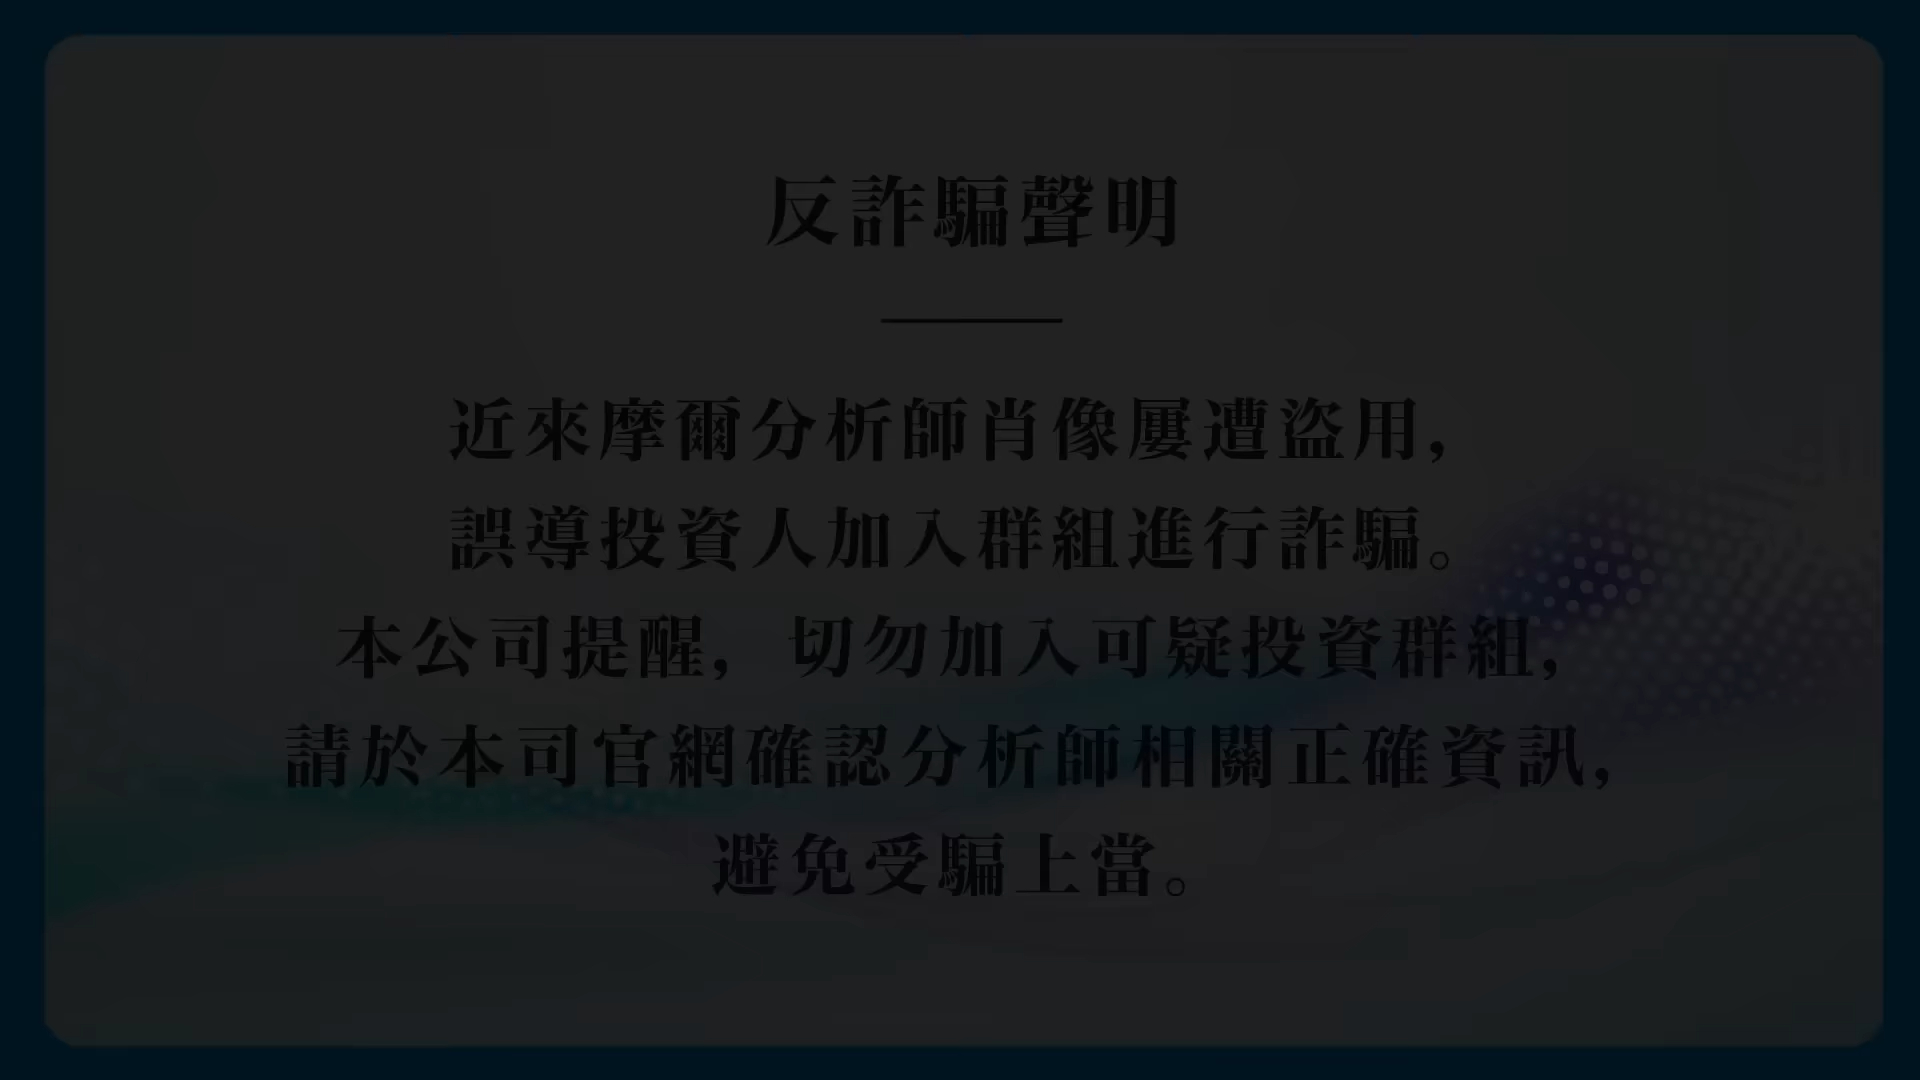 反詐騙聲明
近來摩爾分析師肖像屢遭盜用，
誤導投資人加入群組進行詐騙。
本公司提醒，切勿加入可疑投資群組，
請於本司官網確認分析師相關正確資訊，
避免受騙上當。